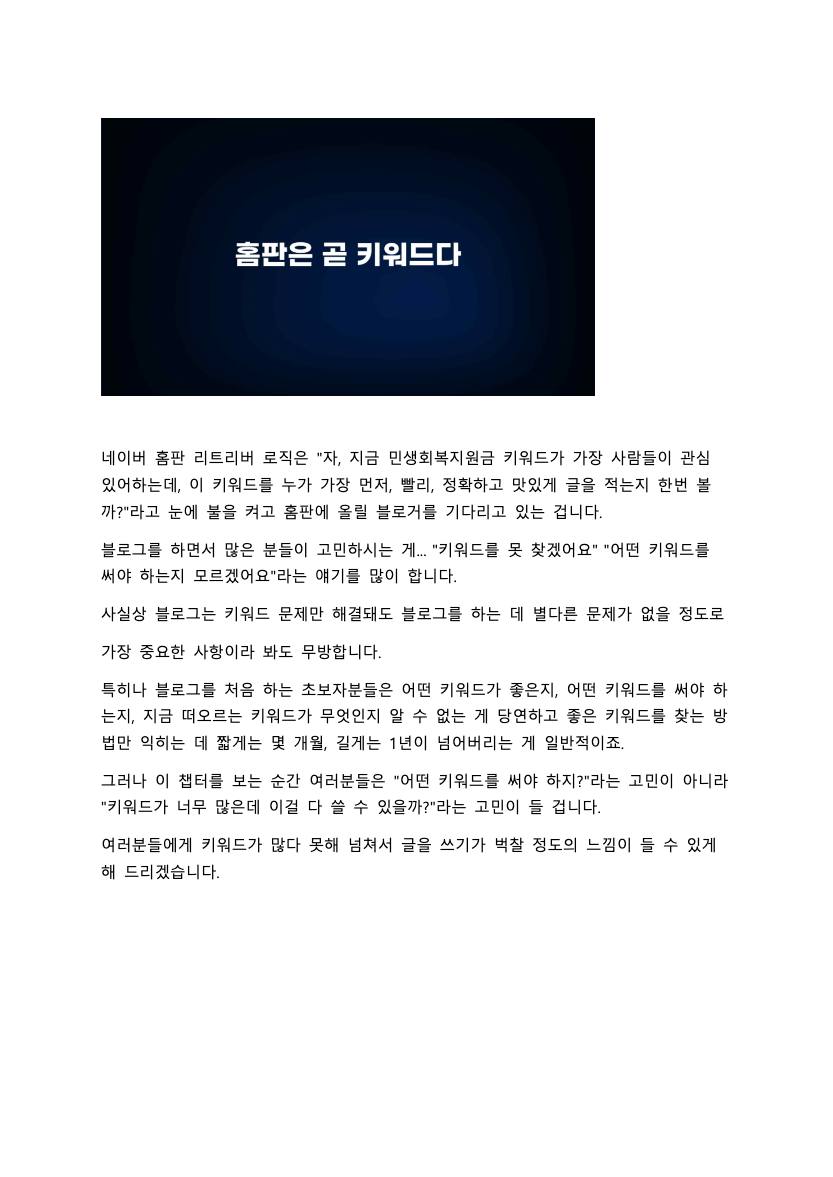 홈판은 곧 키워드다
네이버 홈판 리트리버 로직은 "자, 지금 민생회복지원금 키워드가 가장 사람들이 관심
있어하는데, 이 키워드를 누가 가장 먼저, 빨리, 정확하고 맛있게 글을 적는지 한번 볼
까?"라고 눈에 불을 켜고 홈판에 올릴 블로거를 기다리고 있는 겁니다.
블로그를 하면서 많은 분들이 고민하시는 게... "키워드를 못 찾겠어요" "어떤 키워드를
써야 하는지 모르겠어요"라는 얘기를 많이 합니다.
사실상 블로그는 키워드 문제만 해결돼도 블로그를 하는 데 별다른 문제가 없을 정도로
가장 중요한 사항이라 봐도 무방합니다.
특히나 블로그를 처음 하는 초보자분들은 어떤 키워드가 좋은지, 어떤 키워드를 써야 하
는지, 지금 떠오르는 키워드가 무엇인지 알 수 없는 게 당연하고 좋은 키워드를 찾는 방
법만 익히는 데 짧게는 몇 개월, 길게는 1년이 넘어버리는 게 일반적이죠.
그러나 이 챕터를 보는 순간 여러분들은 "어떤 키워드를 써야 하지?"라는 고민이 아니라
"키워드가 너무 많은데 이걸 다 쓸 수 있을까?"라는 고민이 들 겁니다.
여러분들에게 키워드가 많다 못해 넘쳐서 글을 쓰기가 벅찰 정도의 느낌이 들 수 있게
해 드리겠습니다.